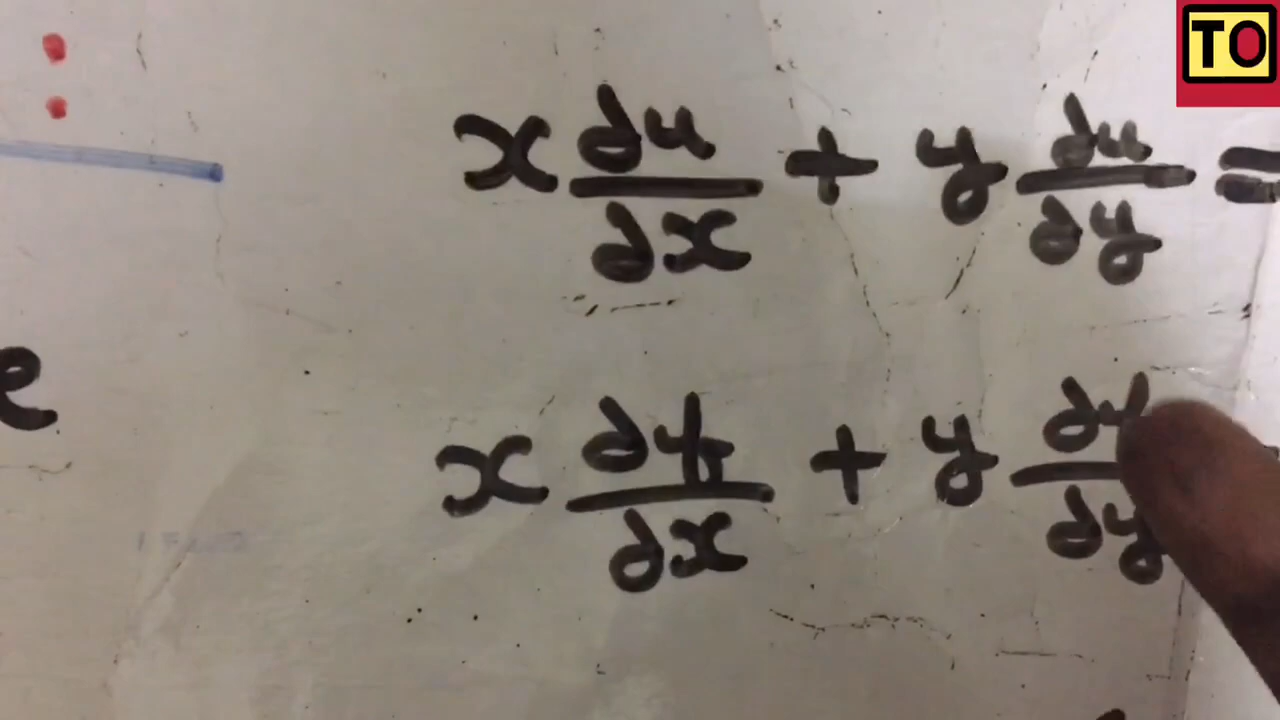 TO
x ∂u/∂x + y ∂u/∂y =
e
x ∂ψ/∂x + y ∂